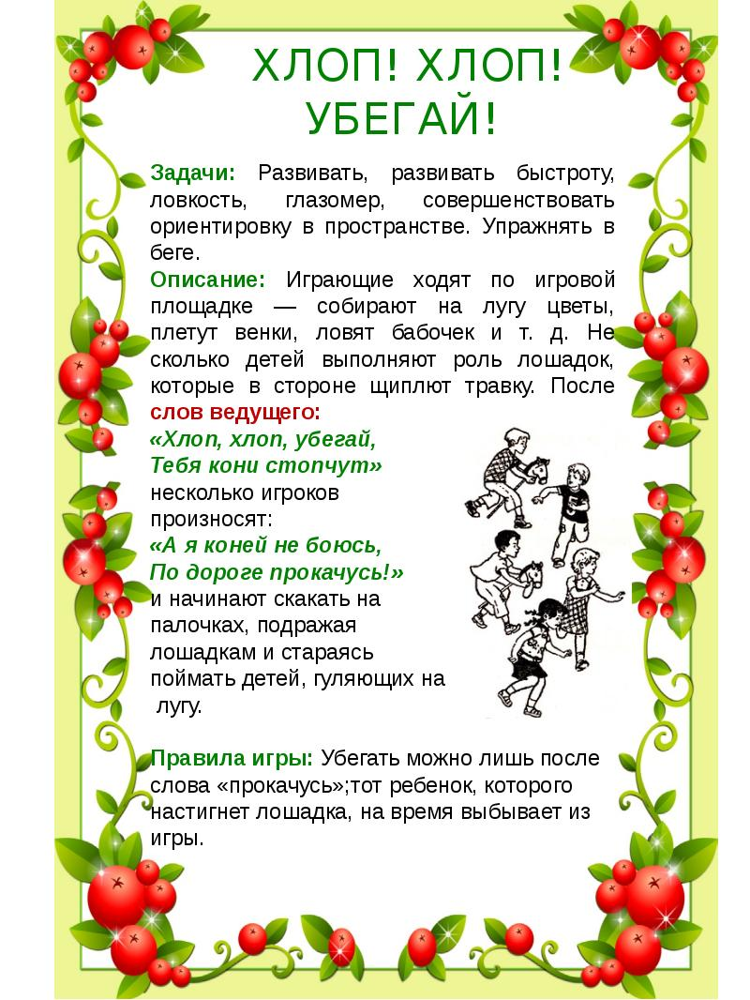 ХЛОП! ХЛОП!
УБЕГАЙ!
Задачи: Развивать, развивать быстроту,
ловкость, глазомер, совершенствовать
ориентировку в пространстве. Упражнять в
беге.
Описание: Играющие ходят по игровой
площадке — собирают на лугу цветы,
плетут венки, ловят бабочек и т. д. Не
сколько детей выполняют роль лошадок,
которые в стороне щиплют травку. После
слов ведущего:
«Хлоп, хлоп, убегай,
Тебя кони стопчут»
несколько игроков
произносят:
«А я коней не боюсь,
По дороге прокачусь!»
и начинают скакать на
палочках, подражая
лошадкам и стараясь
поймать детей, гуляющих на
лугу.
Правила игры: Убегать можно лишь после
слова «прокачусь»;тот ребенок, которого
настигнет лошадка, на время выбывает из
игры.